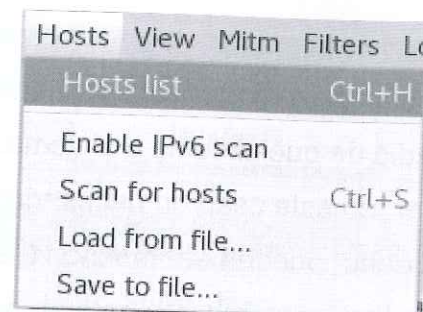 Hosts View Mitm Filters
Hosts list Ctrl+H
Enable IPv6 scan
Scan for hosts Ctrl+S
Load from file...
Save to file...